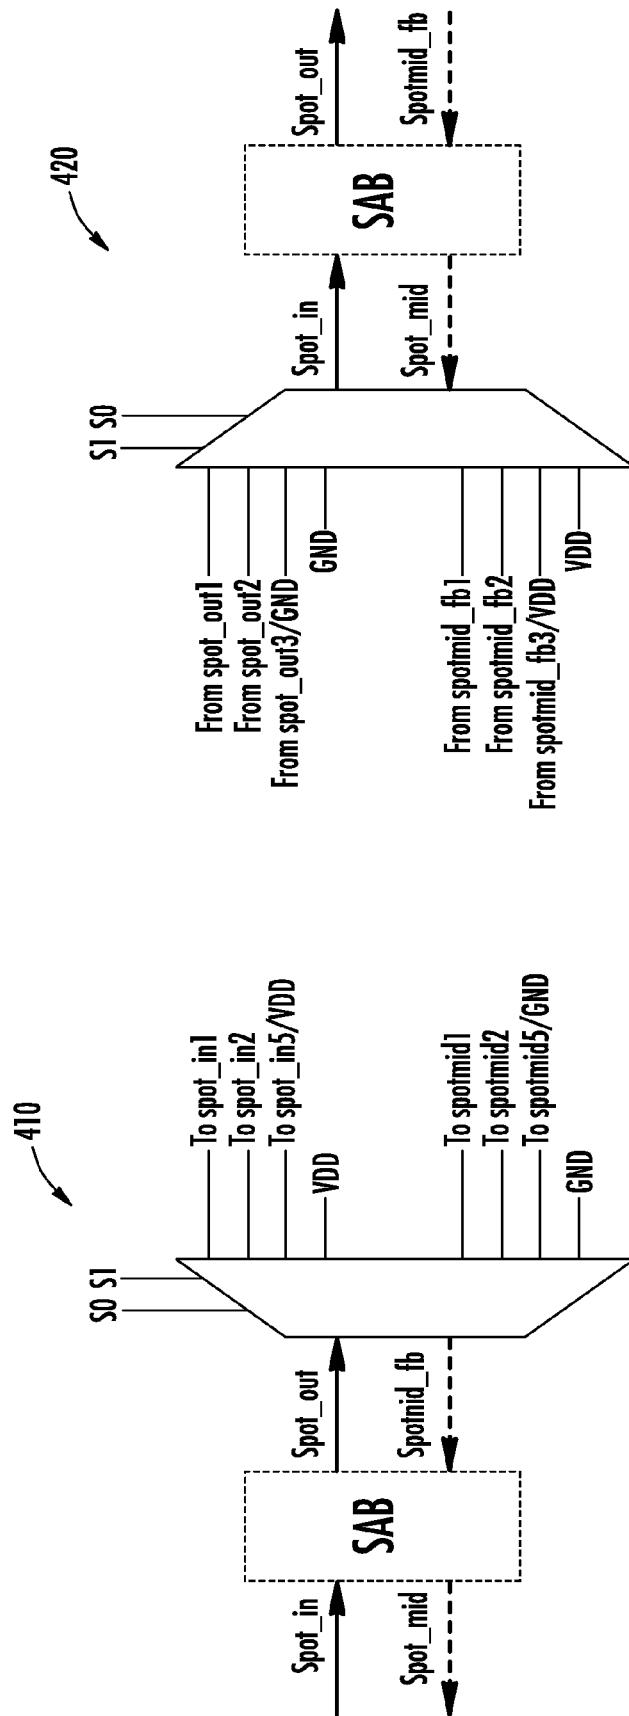 410
S0 S1
To spot_in1
To spot_in2
To spot_in5/VDD
VDD
Spot_in
Spot_out
SAB
Spot_mid
Spotnid_fb
To spotmid1
To spotmid2
To spotmid5/GND
GND
420
S1 S0
From spot_out1
From spot_out2
From spot_out3/GND
GND
Spot_in
Spot_out
SAB
Spot_mid
Spotmid_fb
From spotmid_fb1
From spotmid_fb2
From spotmid_fb3/VDD
VDD